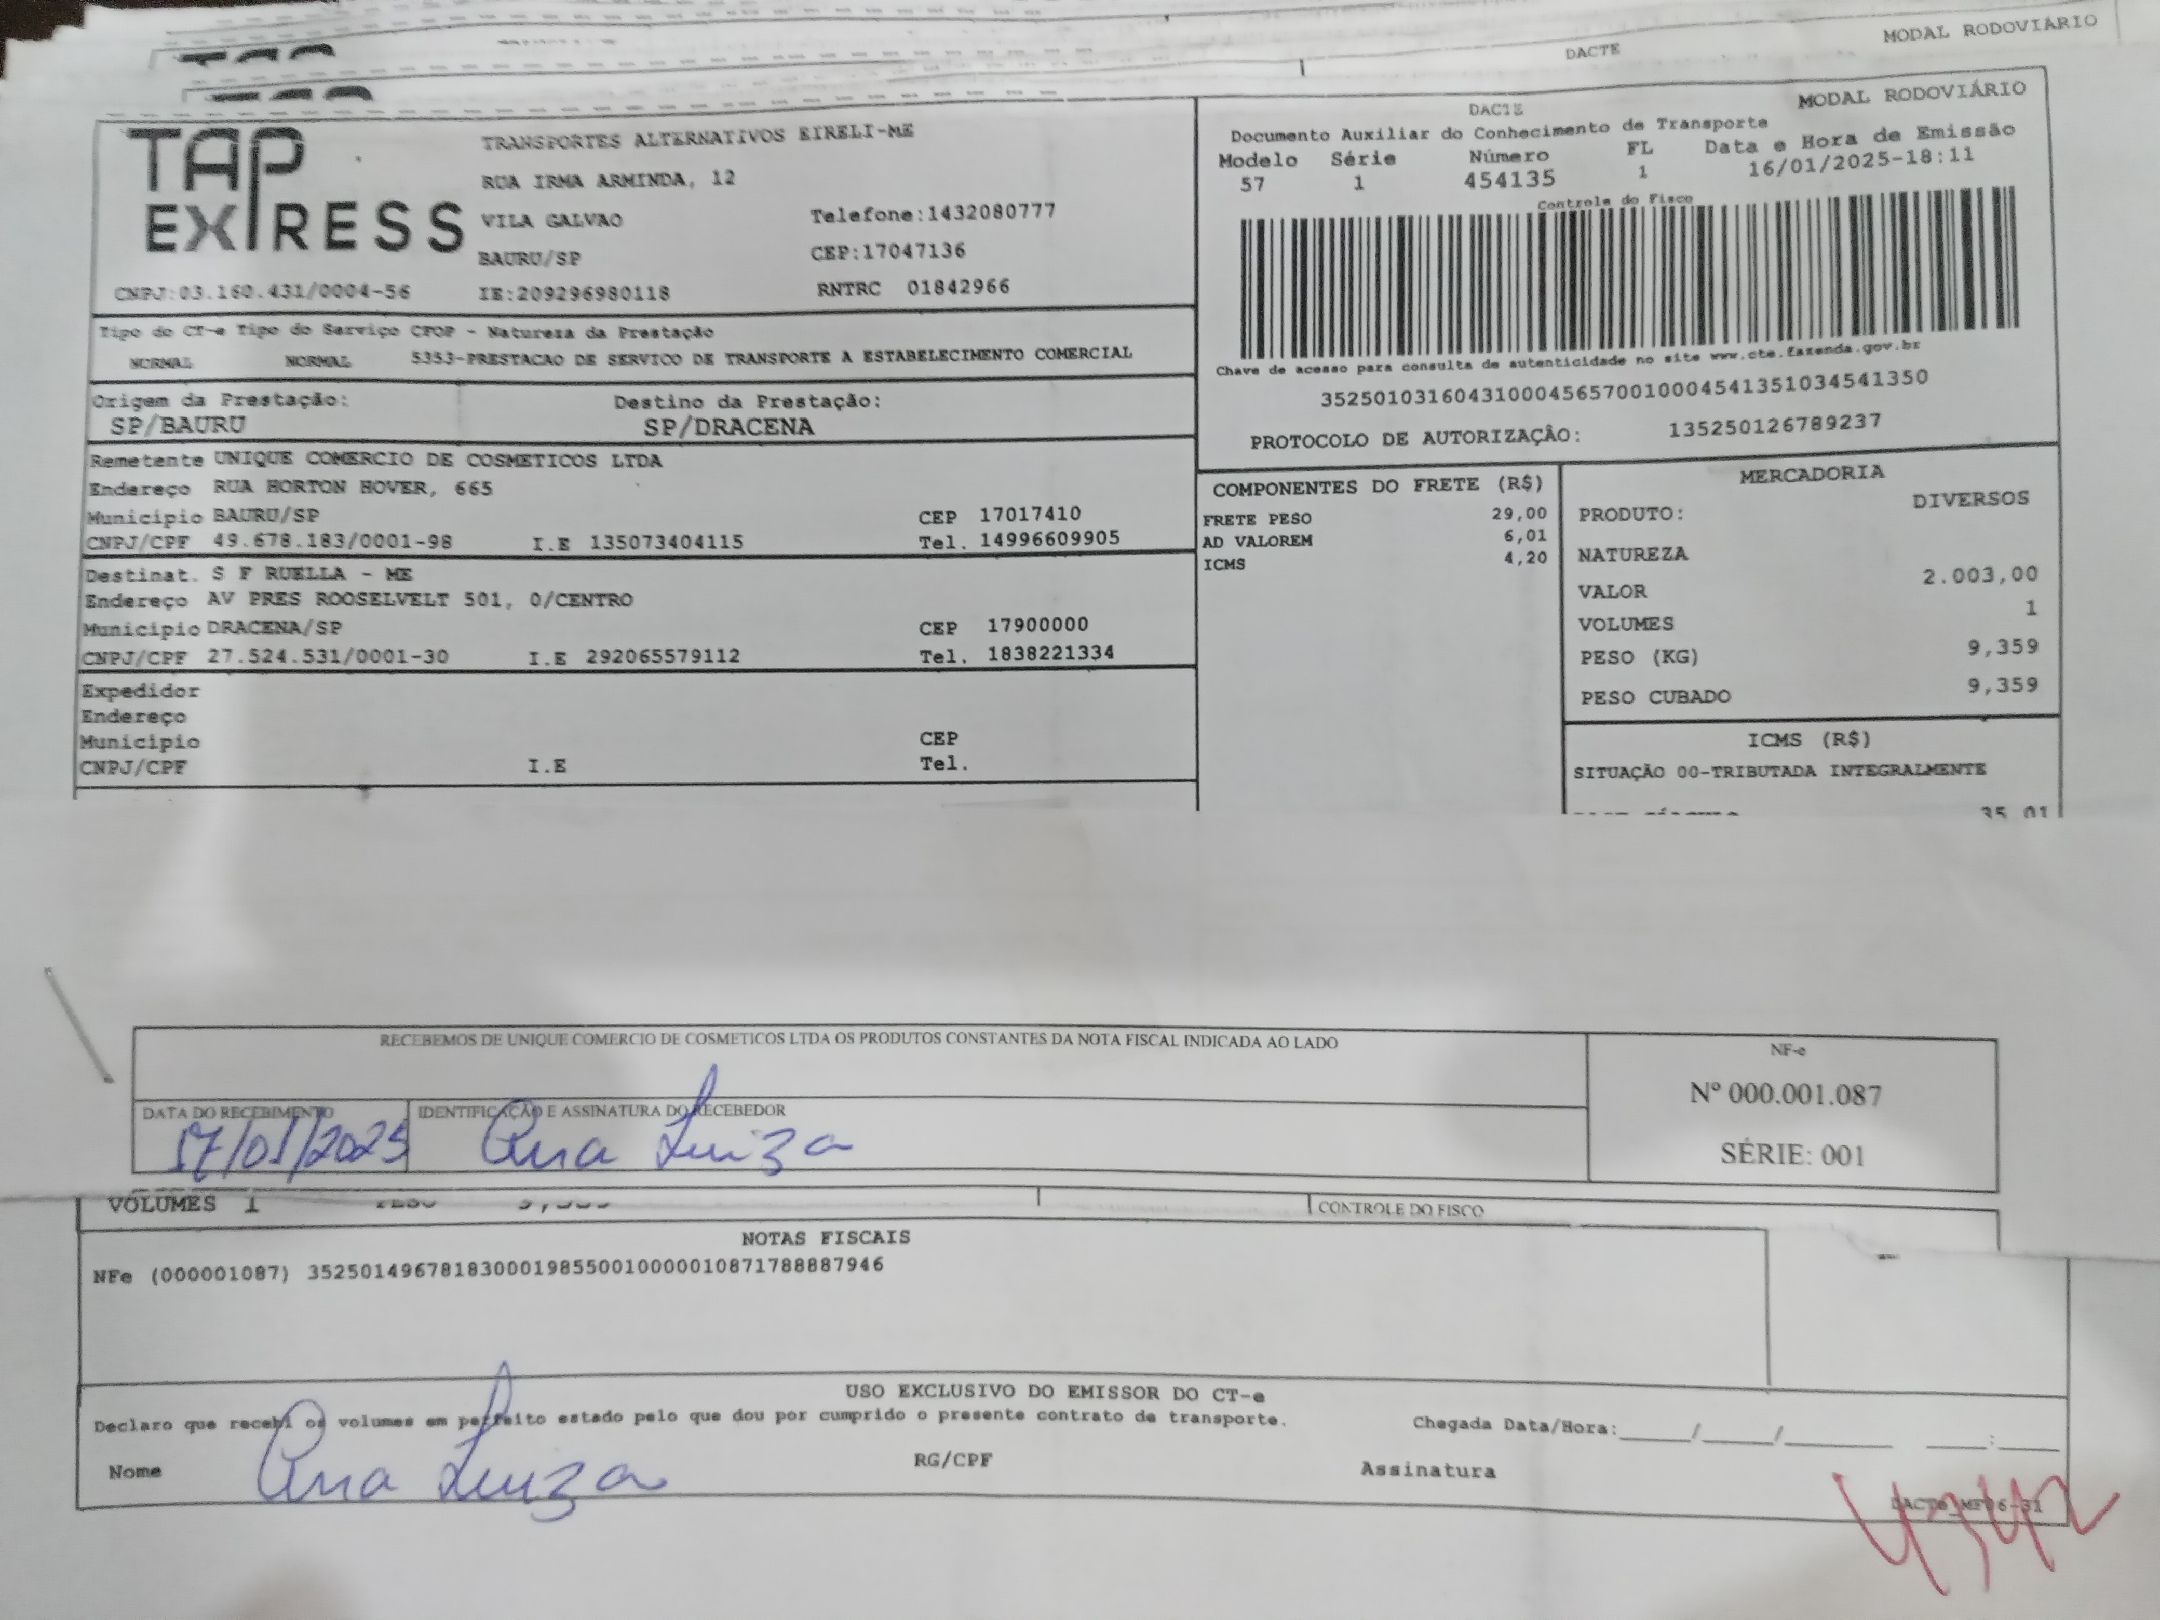 DACTE
MODAL RODOVIÁRIO
TAP EXPRESS
TRANSPORTES ALTERNATIVOS EIRELI-ME
RUA IRMA ARMINDA, 12
VILA GALVAO
Telefone:1432080777
BAURU/SP
CEP:17047136
CNPJ:03.160.431/0004-56
IE:209296980118
RNTRC 01842966
DACTE
MODAL RODOVIÁRIO
Documento Auxiliar do Conhecimento de Transporte
Modelo Série Número FL Data e Hora de Emissão
57 1 454135 1 16/01/2025-18:11
Controle do Fisco
Chave de acesso para consulta de autenticidade no site www.cte.fazenda.gov.br
35250103160431000456570010004541351034541350
PROTOCOLO DE AUTORIZAÇÂO: 135250126789237
Tipo do CT-e Tipo do Serviço CFOP - Natureza da Prestação
NORMAL NORMAL 5353-PRESTACAO DE SERVICO DE TRANSPORTE A ESTABELECIMENTO COMERCIAL
Origem da Prestação: Destino da Prestação:
SP/BAURU SP/DRACENA
Remetente UNIQUE COMERCIO DE COSMETICOS LTDA
Endereço RUA HORTON HOVER, 665
Município BAURU/SP CEP 17017410
CNPJ/CPF 49.678.183/0001-98 I.E 135073404115 Tel. 14996609905
Destinat. S F RUELLA - ME
Endereço AV PRES ROOSELVELT 501, 0/CENTRO
Município DRACENA/SP CEP 17900000
CNPJ/CPF 27.524.531/0001-30 I.E 292065579112 Tel. 1838221334
Expedidor
Endereço
Município CEP
CNPJ/CPF I.E Tel.
COMPONENTES DO FRETE (R$)
FRETE PESO 29,00
AD VALOREM 6,01
ICMS 4,20
MERCADORIA
PRODUTO: DIVERSOS
NATUREZA
VALOR 2.003,00
VOLUMES 1
PESO (KG) 9,359
PESO CUBADO 9,359
ICMS (R$)
SITUAÇÃO 00-TRIBUTADA INTEGRALMENTE
35,01
RECEBEMOS DE UNIQUE COMERCIO DE COSMETICOS LTDA OS PRODUTOS CONSTANTES DA NOTA FISCAL INDICADA AO LADO
DATA DO RECEBIMENTO
17/01/2025
IDENTIFICAÇÃO E ASSINATURA DO RECEBEDOR
Ana Luiza
NF-e
Nº 000.001.087
SÉRIE: 001
VOLUMES 1
CONTROLE DO FISCO
NOTAS FISCAIS
NFe (000001087) 35250149678183000198550010000010871788887946
USO EXCLUSIVO DO EMISSOR DO CT-e
Declaro que recebi os volumes em perfeito estado pelo que dou por cumprido o presente contrato de transporte.
Chegada Data/Hora:_____/_____/________ ____:____
Nome Ana Luiza RG/CPF Assinatura